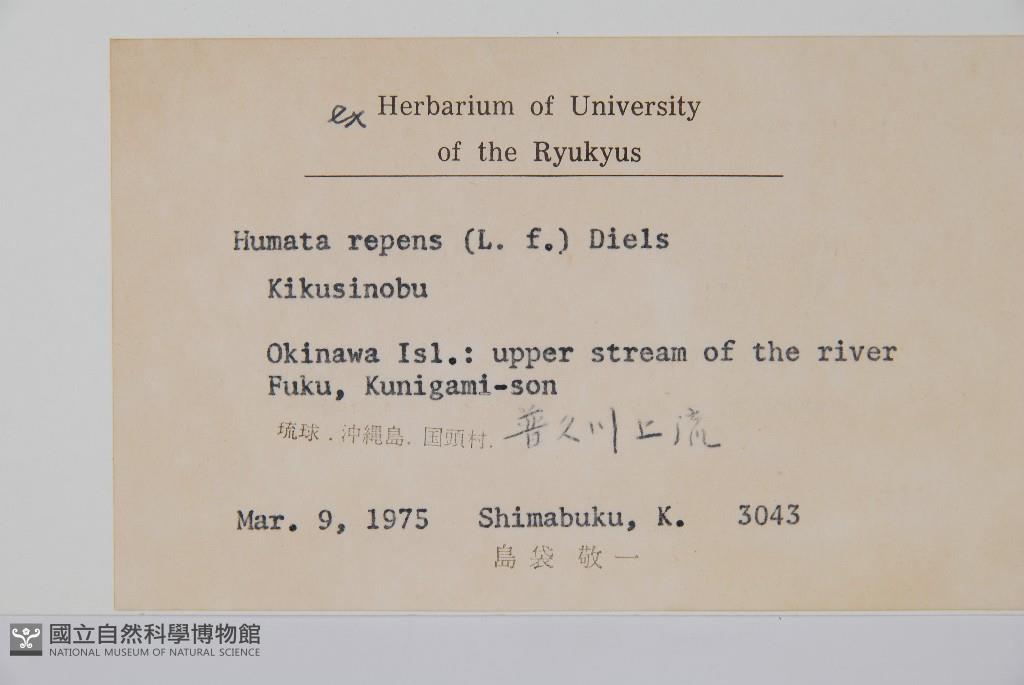 ex Herbarium of University
of the Ryukyus
Humata repens (L. f.) Diels
Kikusinobu
Okinawa Isl.: upper stream of the river
Fuku, Kunigami-son
琉球.沖縄島.国頭村.普久川上流
Mar. 9, 1975 Shimabuku, K. 3043
島袋 敬一
國立自然科學博物館
NATIONAL MUSEUM OF NATURAL SCIENCE